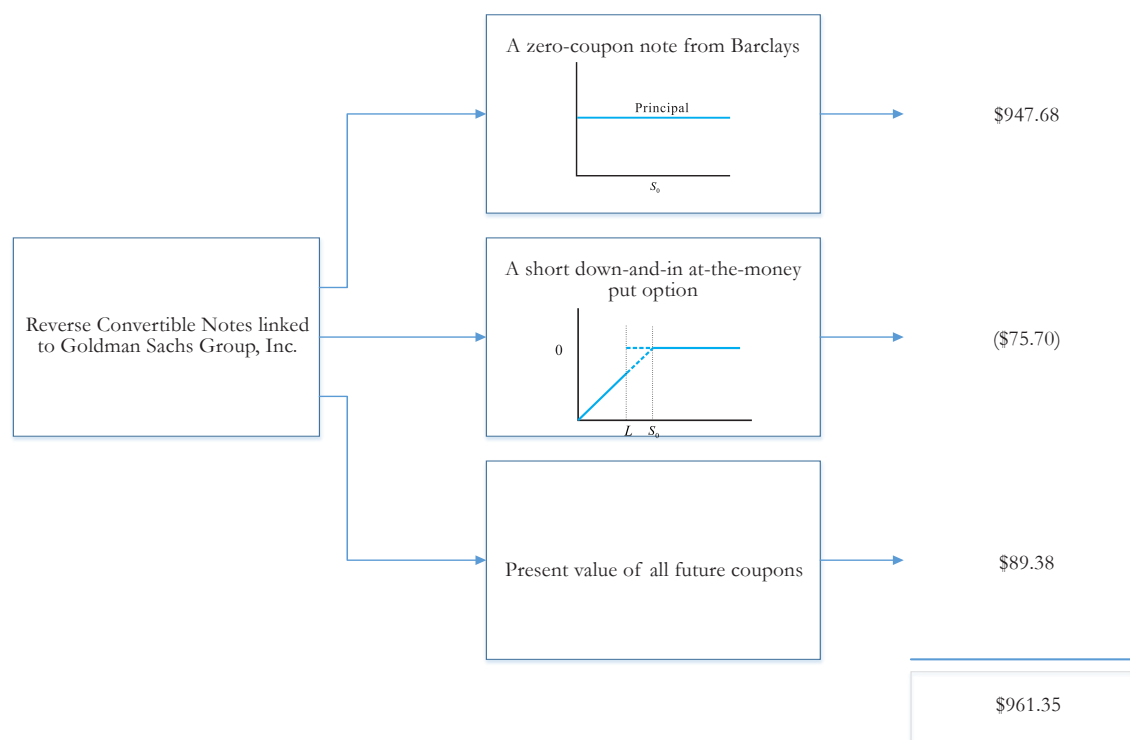 A zero-coupon note from Barclays
Principal
S₀
$947.68
Reverse Convertible Notes linked
to Goldman Sachs Group, Inc.
A short down-and-in at-the-money
put option
0
L S₀
($75.70)
Present value of all future coupons
$89.38
$961.35